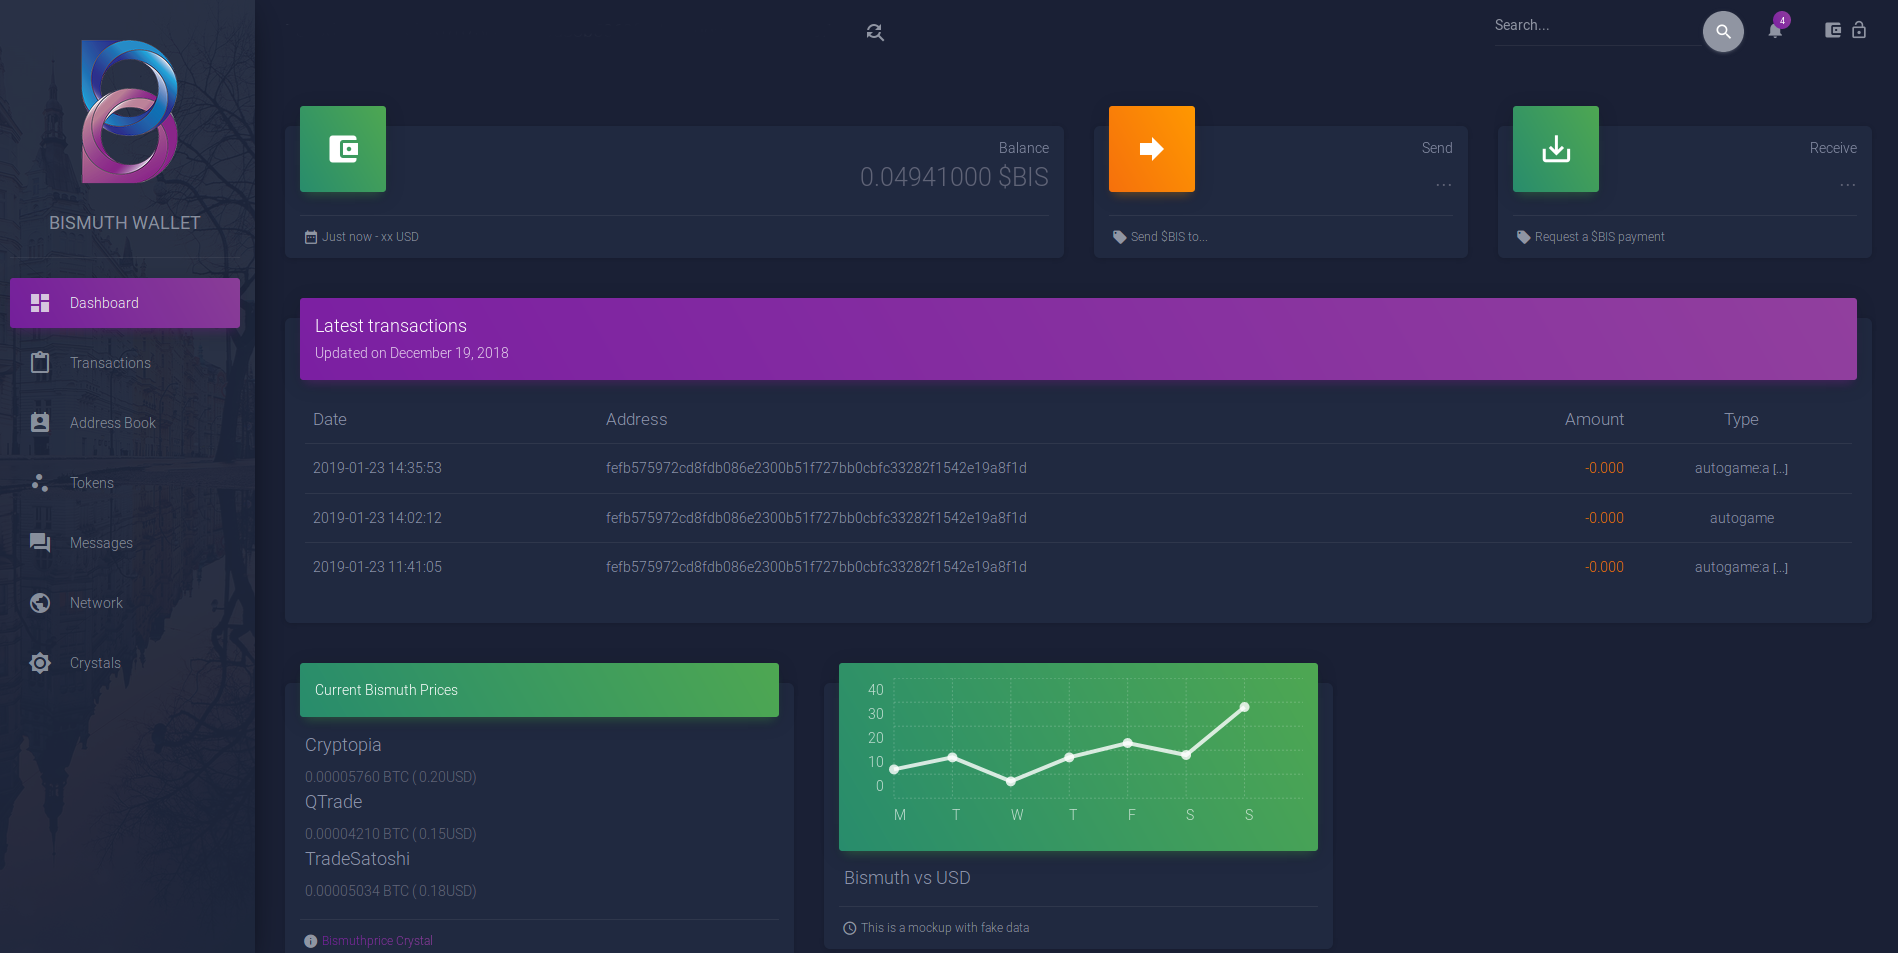 BISMUTH WALLET
Dashboard
Transactions
Address Book
Tokens
Messages
Network
Crystals
Search...
4
Balance
0.04941000 $BIS
Just now - xx USD
Send
...
Send $BIS to...
Receive
...
Request a $BIS payment
Latest transactions
Updated on December 19, 2018
Date Address Amount Type
2019-01-23 14:35:53 fefb575972cd8fdb086e2300b51f727bb0cbfc33282f1542e19a8f1d -0.000 autogame:a [...]
2019-01-23 14:02:12 fefb575972cd8fdb086e2300b51f727bb0cbfc33282f1542e19a8f1d -0.000 autogame
2019-01-23 11:41:05 fefb575972cd8fdb086e2300b51f727bb0cbfc33282f1542e19a8f1d -0.000 autogame:a [...]
Current Bismuth Prices
Cryptopia
0.00005760 BTC ( 0.20USD)
QTrade
0.00004210 BTC ( 0.15USD)
TradeSatoshi
0.00005034 BTC ( 0.18USD)
Bismuthprice Crystal
40
30
20
10
0
M T W T F S S
Bismuth vs USD
This is a mockup with fake data